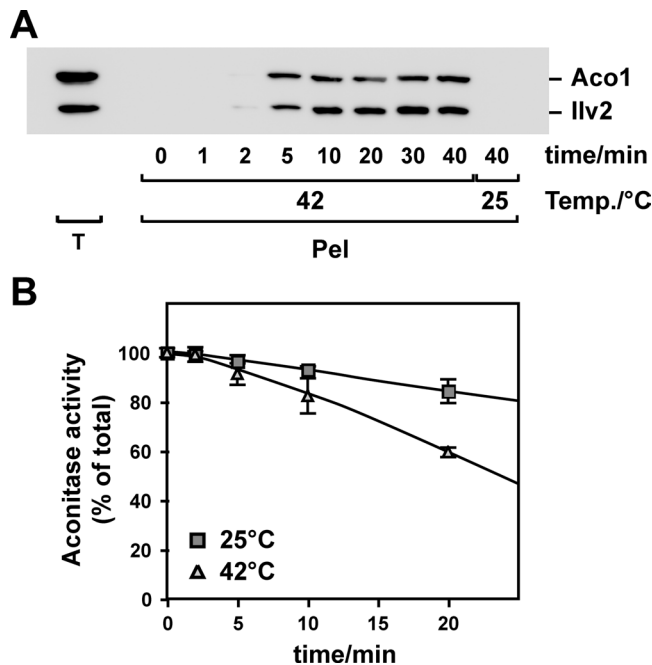 A
Aco1
Ilv2
0 1 2 5 10 20 30 40 40 time/min
42 25 Temp./°C
T
Pel
B
Aconitase activity
(% of total)
100
80
60
40
20
0
25°C
42°C
0 5 10 15 20
time/min